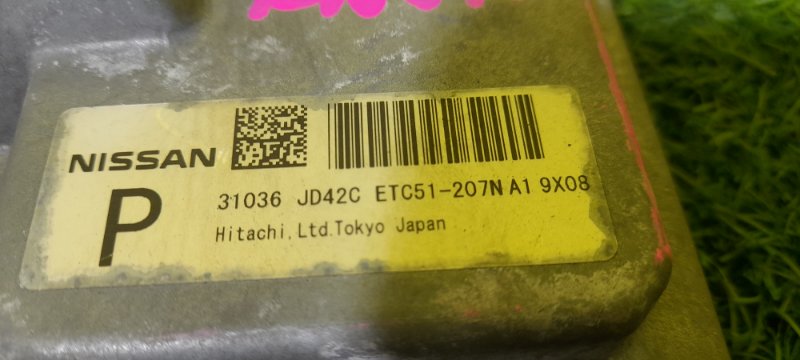 NISSAN
P
31036 JD42C ETC51-207N A1 9X08
Hitachi,Ltd.Tokyo Japan